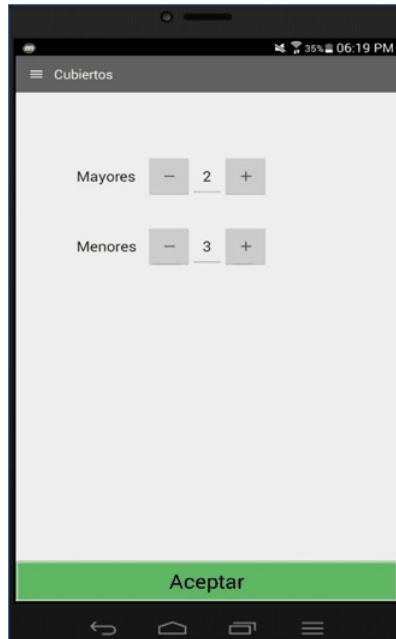 35% 06:19 PM
Cubiertos
Mayores − 2 +
Menores − 3 +
Aceptar